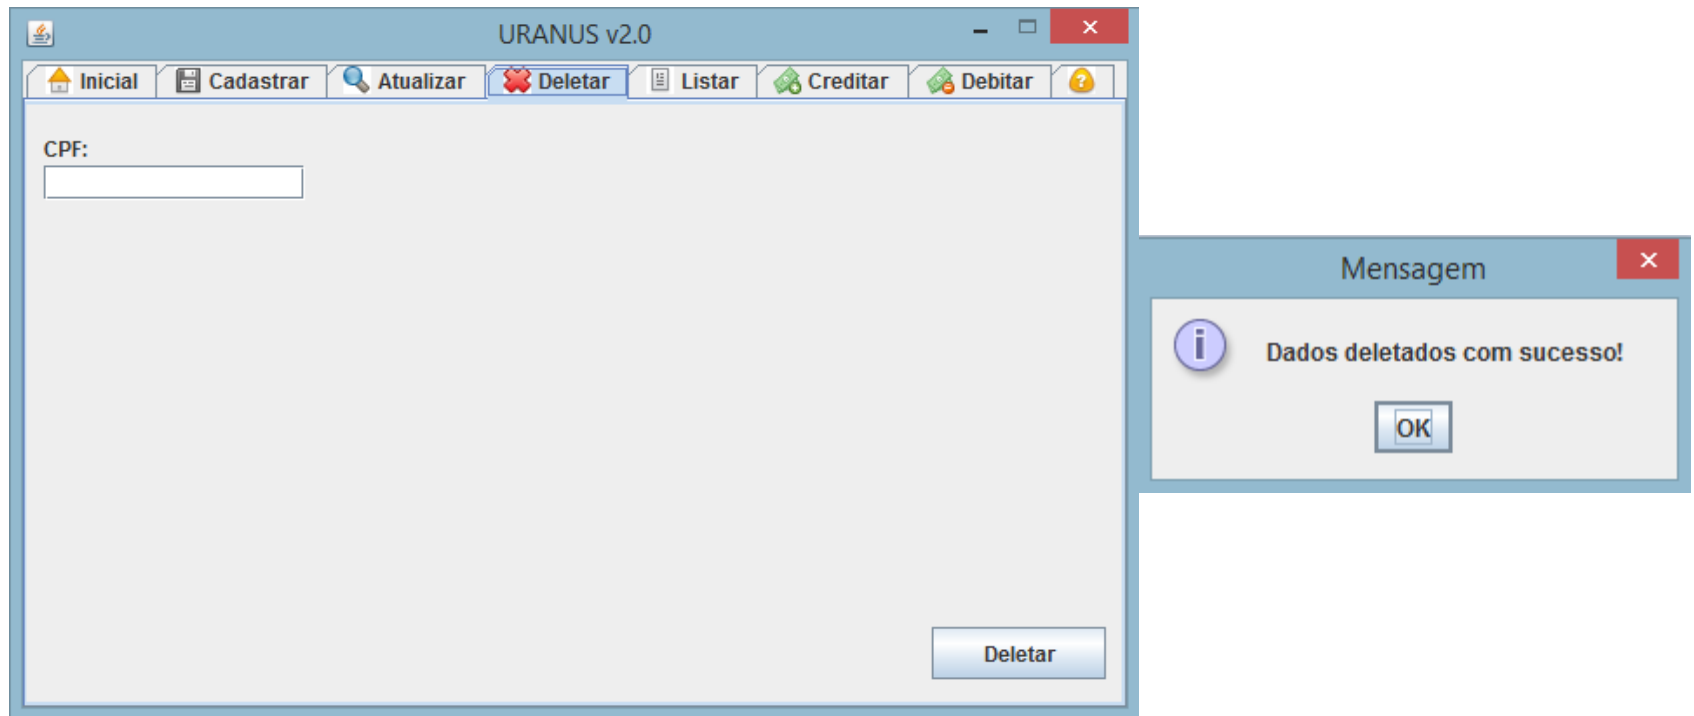 URANUS v2.0
Inicial Cadastrar Atualizar Deletar Listar Creditar Debitar ?
CPF:
Deletar
Mensagem
i
Dados deletados com sucesso!
OK